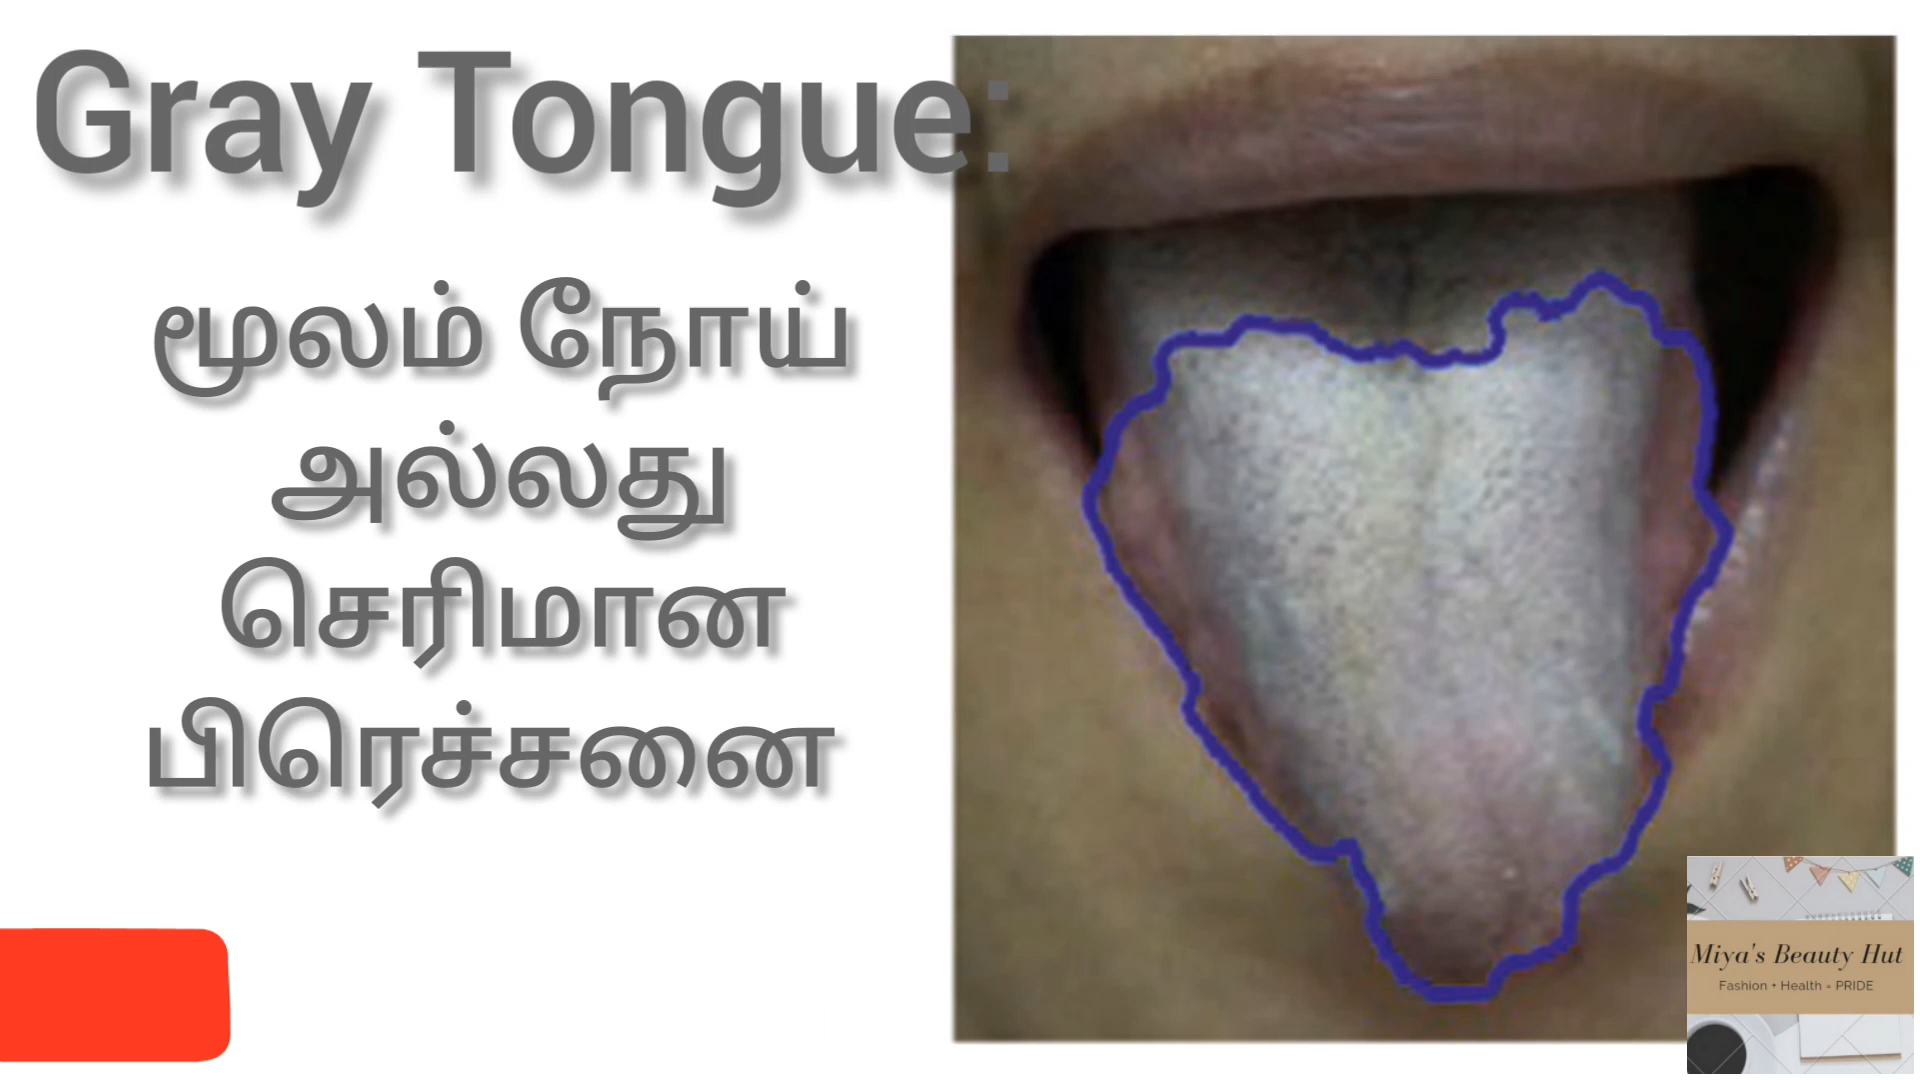 Gray Tongue:
மூலம் நோய்
அல்லது
செரிமான
பிரெச்சனை
Miya's Beauty Hut
Fashion + Health = PRIDE